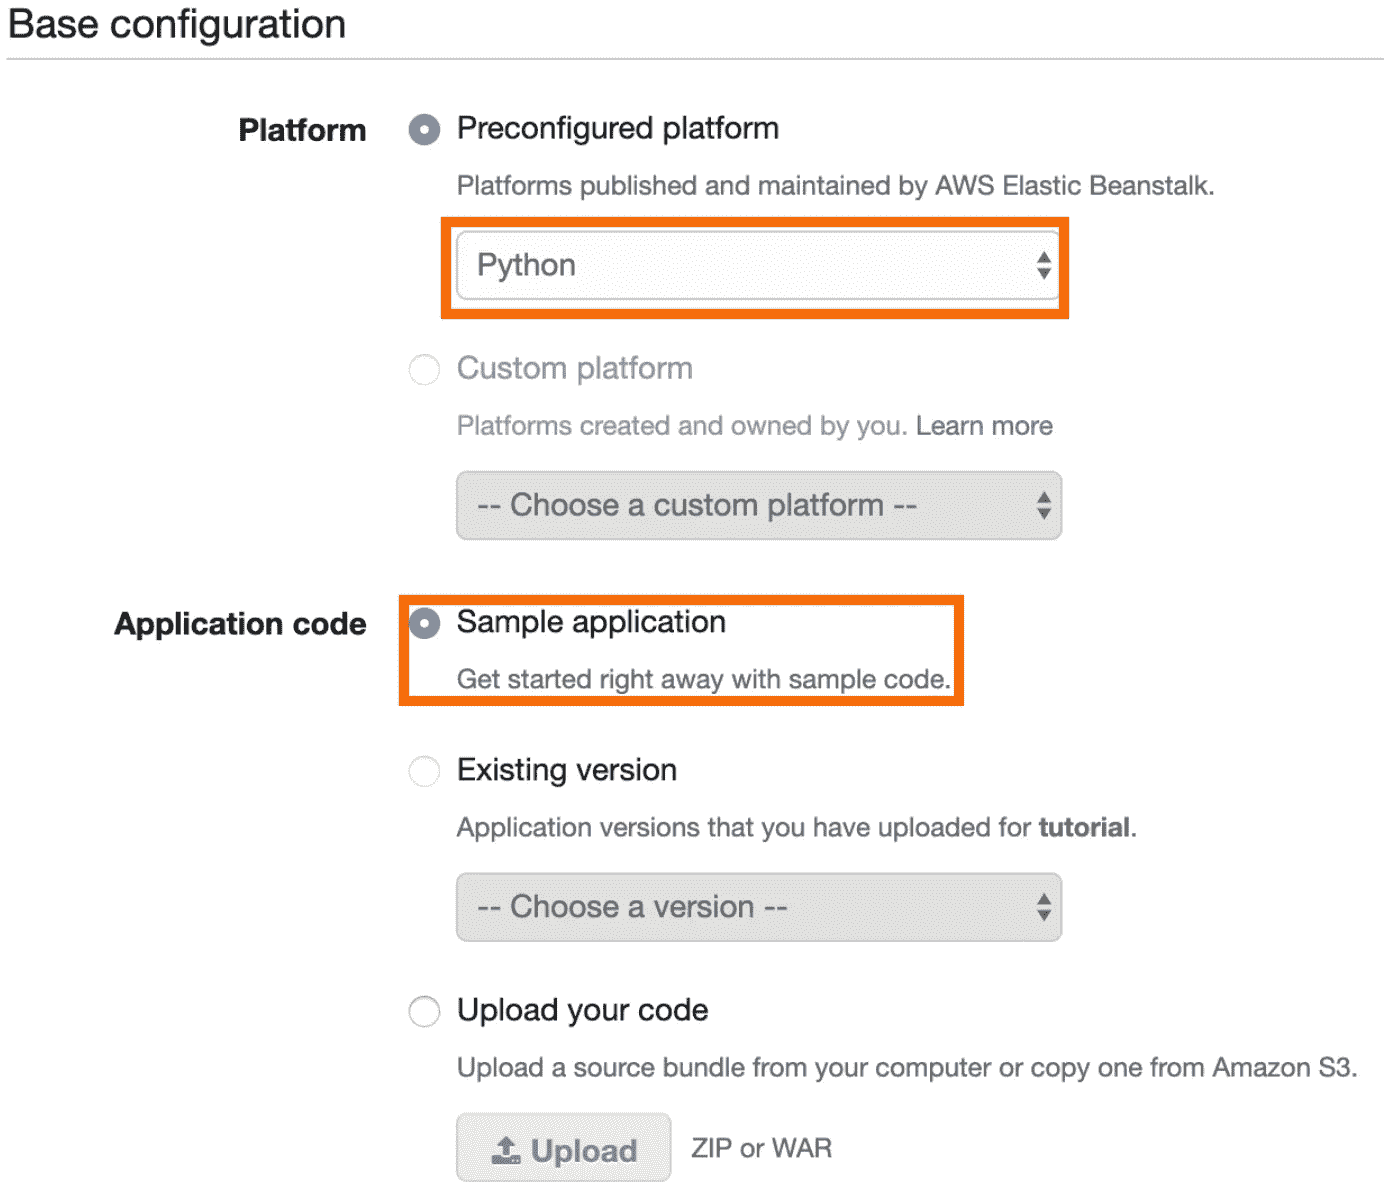 Base configuration
Platform
Preconfigured platform
Platforms published and maintained by AWS Elastic Beanstalk.
Python
Custom platform
Platforms created and owned by you. Learn more
-- Choose a custom platform --
Application code
Sample application
Get started right away with sample code.
Existing version
Application versions that you have uploaded for tutorial.
-- Choose a version --
Upload your code
Upload a source bundle from your computer or copy one from Amazon S3.
Upload ZIP or WAR